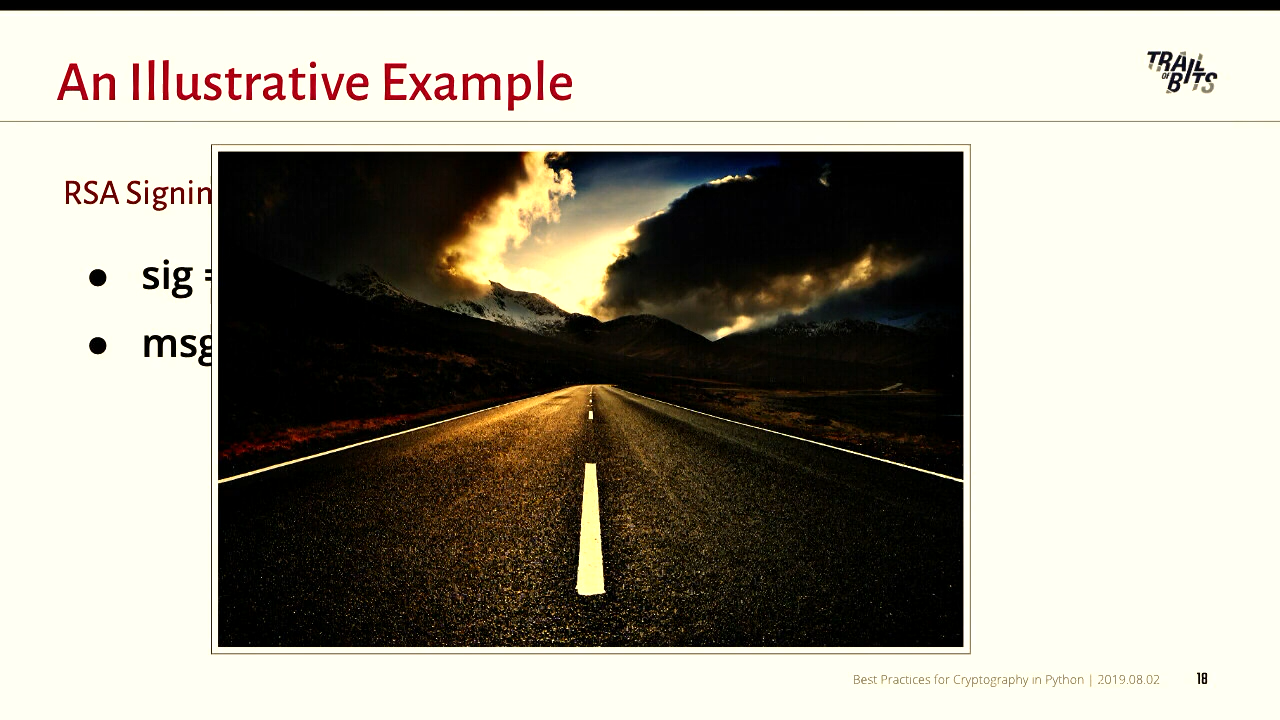 An Illustrative Example
TRAIL
OF
BITS
RSA Signin
● sig =
● msg
Best Practices for Cryptography in Python | 2019.08.02
18